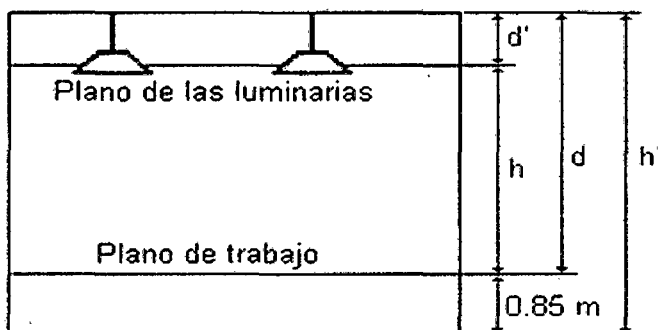 d'
Plano de las luminarias
h
d
h'
Plano de trabajo
0.85 m